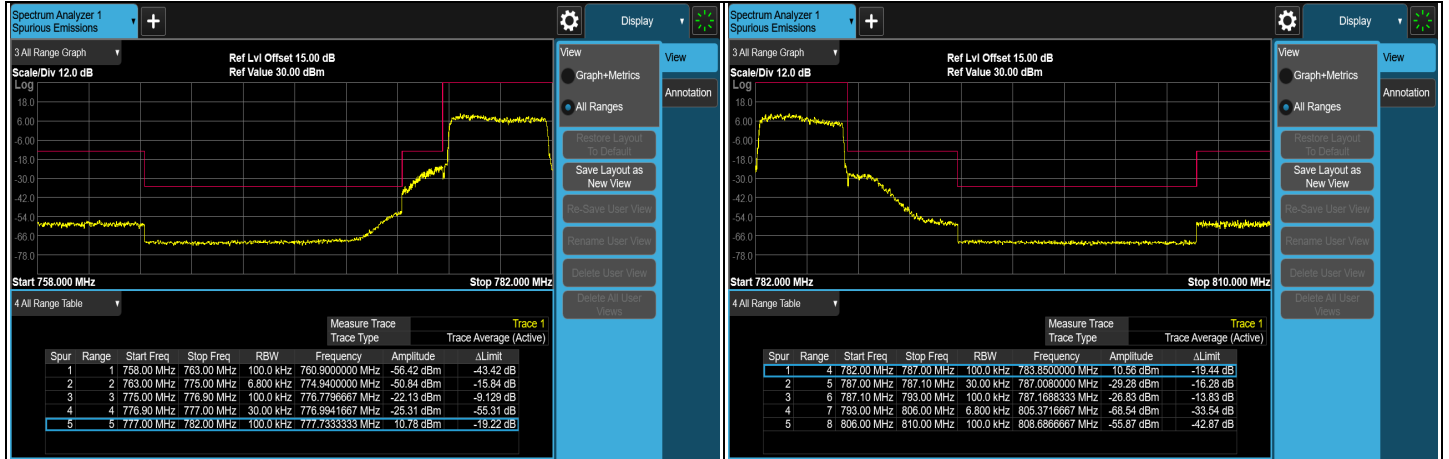 Spectrum Analyzer 1
Spurious Emissions
Display
3 All Range Graph
Ref Lvl Offset 15.00 dB
Scale/Div 12.0 dB
Ref Value 30.00 dBm
Log
18.0
6.00
-6.00
-18.0
-30.0
-42.0
-54.0
-66.0
-78.0
Start 758.000 MHz
Stop 782.000 MHz
4 All Range Table
Measure Trace Trace 1
Trace Type Trace Average (Active)
Spur Range Start Freq Stop Freq RBW Frequency Amplitude ΔLimit
1 1 758.00 MHz 763.00 MHz 100.0 kHz 760.9000000 MHz -56.42 dBm -43.42 dB
2 2 763.00 MHz 775.00 MHz 6.800 kHz 774.9400000 MHz -50.84 dBm -15.84 dB
3 3 775.00 MHz 776.90 MHz 100.0 kHz 776.7796667 MHz -22.13 dBm -9.129 dB
4 4 776.90 MHz 777.00 MHz 30.00 kHz 776.9941667 MHz -25.31 dBm -55.31 dB
5 5 777.00 MHz 782.00 MHz 100.0 kHz 777.7333333 MHz 10.78 dBm -19.22 dB
View
Graph+Metrics
All Ranges
Restore Layout
To Default
Save Layout as
New View
Re-Save User View
Rename User View
Delete User View
Delete All User
Views
View
Annotation
Spectrum Analyzer 1
Spurious Emissions
Display
3 All Range Graph
Ref Lvl Offset 15.00 dB
Scale/Div 12.0 dB
Ref Value 30.00 dBm
Log
18.0
6.00
-6.00
-18.0
-30.0
-42.0
-54.0
-66.0
-78.0
Start 782.000 MHz
Stop 810.000 MHz
4 All Range Table
Measure Trace Trace 1
Trace Type Trace Average (Active)
Spur Range Start Freq Stop Freq RBW Frequency Amplitude ΔLimit
1 4 782.00 MHz 787.00 MHz 100.0 kHz 783.8500000 MHz 10.56 dBm -19.44 dB
2 5 787.00 MHz 787.10 MHz 30.00 kHz 787.0080000 MHz -29.28 dBm -16.28 dB
3 6 787.10 MHz 793.00 MHz 100.0 kHz 787.1688333 MHz -26.83 dBm -13.83 dB
4 7 793.00 MHz 806.00 MHz 6.800 kHz 805.3716667 MHz -68.54 dBm -33.54 dB
5 8 806.00 MHz 810.00 MHz 100.0 kHz 808.6866667 MHz -55.87 dBm -42.87 dB
View
Graph+Metrics
All Ranges
Restore Layout
To Default
Save Layout as
New View
Re-Save User View
Rename User View
Delete User View
Delete All User
Views
View
Annotation